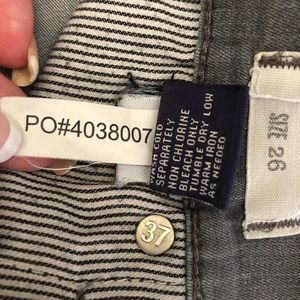 PO#4038007
WASH COLD
SEPARATELY
NON CHLORINE
BLEACH ONLY
TUMBLE DRY LOW
WARM IRON
AS NEEDED
SIZE 26
37